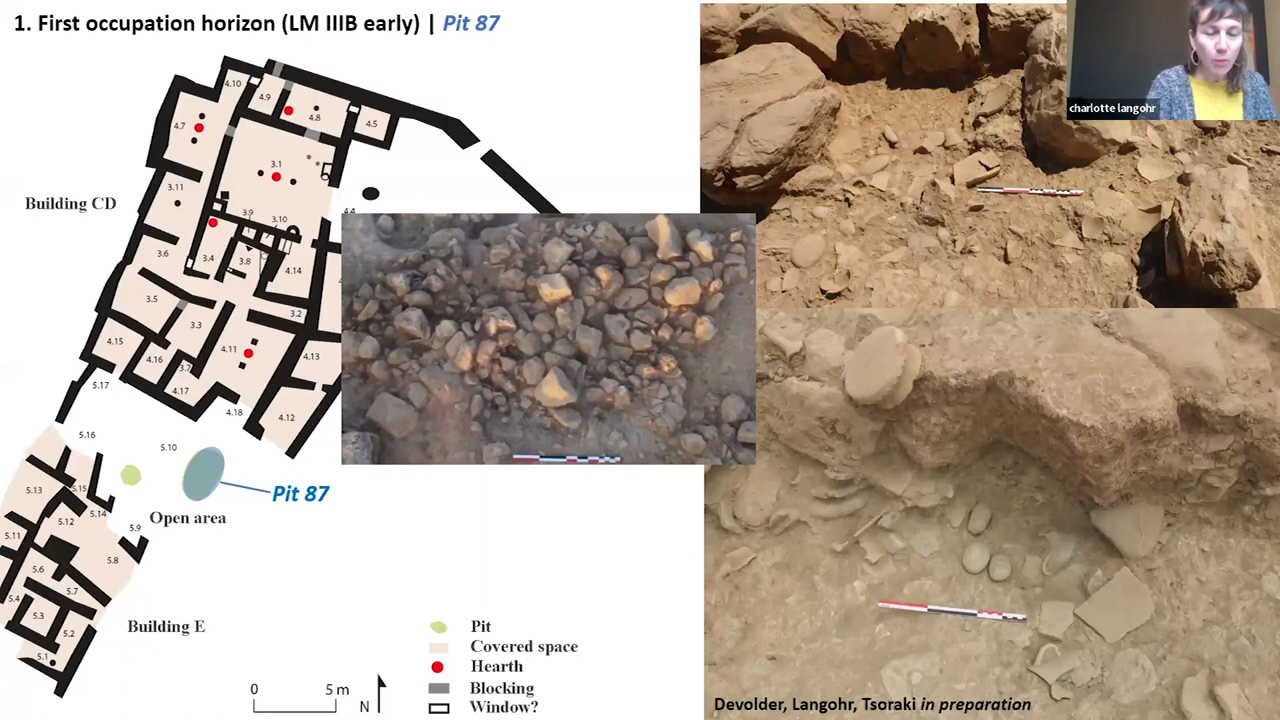 1. First occupation horizon (LM IIIB early) | Pit 87
charlotte langohr
4.10
4.9
4.8
4.5
4.7
3.1
3.11
Building CD
3.9
3.10
4.4
3.6
3.4
3.8
4.14
3.5
3.2
3.3
4.15
4.16
4.11
4.13
3.7
5.17
4.17
4.18
4.12
5.16
5.10
5.13
5.15
Pit 87
5.14
5.12
Open area
5.9
5.11
5.8
5.6
5.7
5.4
5.3
Building E
5.2
5.1
Pit
Covered space
Hearth
Blocking
Window?
0 5 m
N
Devolder, Langohr, Tsoraki in preparation